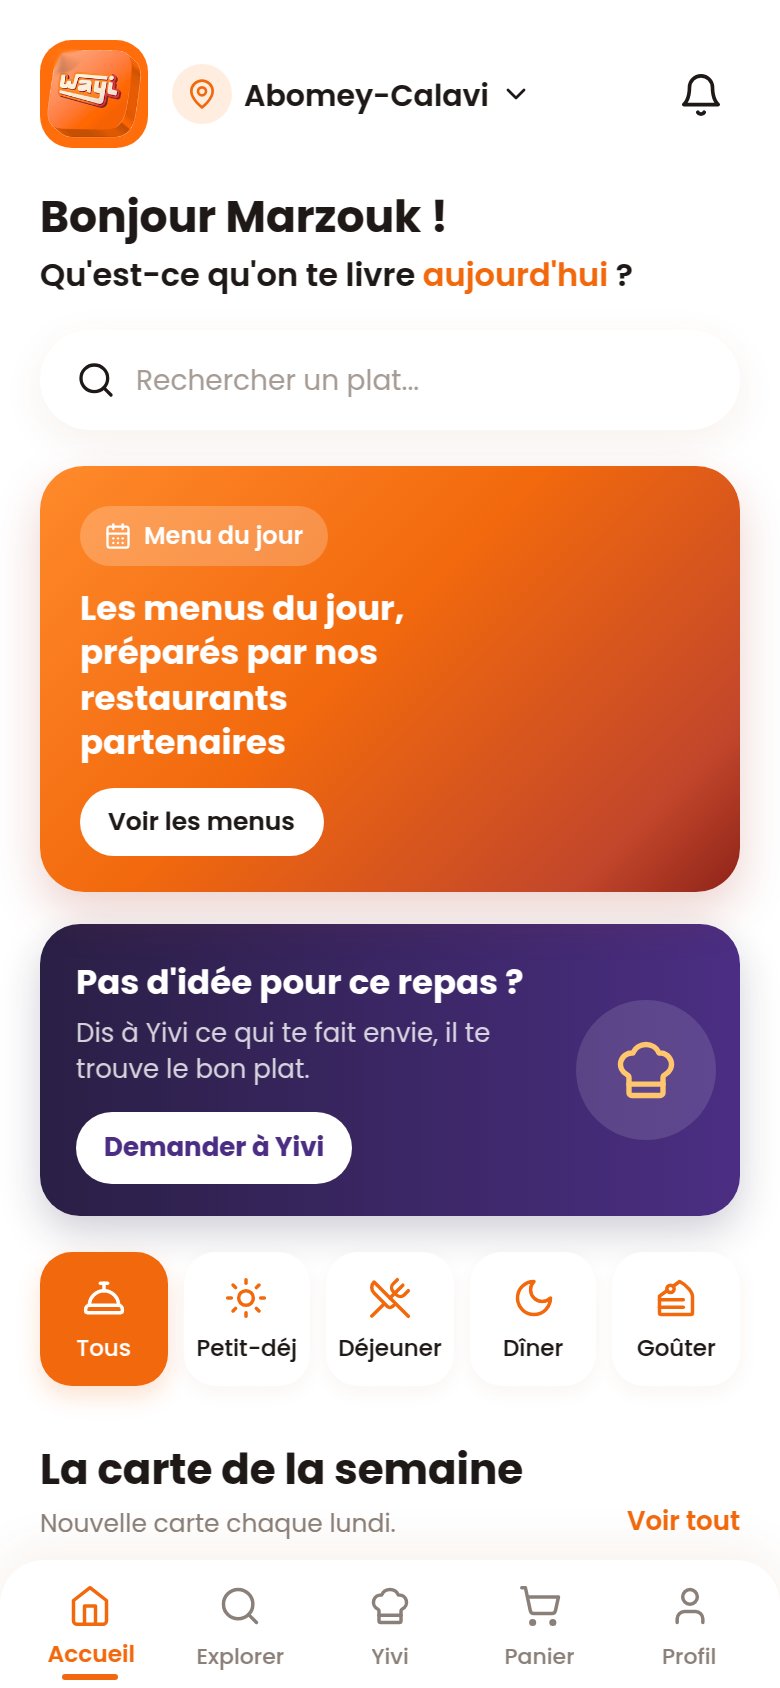 wayi
Abomey-Calavi
Bonjour Marzouk !
Qu'est-ce qu'on te livre aujourd'hui ?
Rechercher un plat...
Menu du jour
Les menus du jour,
préparés par nos
restaurants
partenaires
Voir les menus
Pas d'idée pour ce repas ?
Dis à Yivi ce qui te fait envie, il te
trouve le bon plat.
Demander à Yivi
Tous
Petit-déj
Déjeuner
Dîner
Goûter
La carte de la semaine
Nouvelle carte chaque lundi.
Voir tout
Accueil
Explorer
Yivi
Panier
Profil